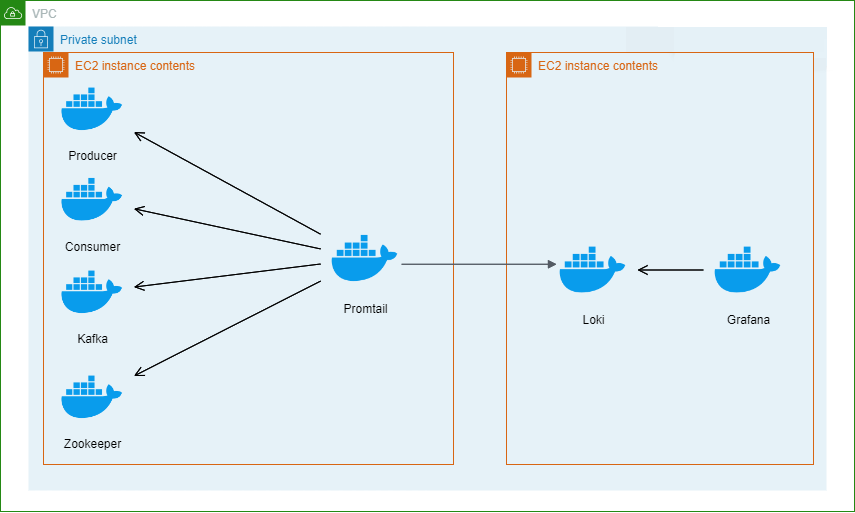 VPC
Private subnet
EC2 instance contents
EC2 instance contents
Producer
Consumer
Kafka
Zookeeper
Promtail
Loki
Grafana